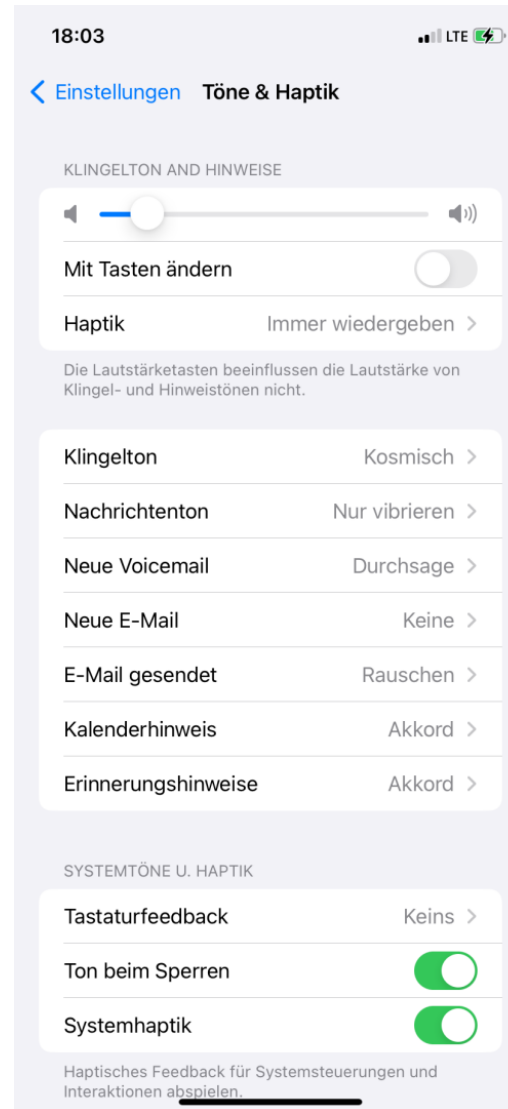 18:03 LTE
Einstellungen Töne & Haptik
KLINGELTON AND HINWEISE
Mit Tasten ändern
Haptik Immer wiedergeben
Die Lautstärketasten beeinflussen die Lautstärke von
Klingel- und Hinweistönen nicht.
Klingelton Kosmisch
Nachrichtenton Nur vibrieren
Neue Voicemail Durchsage
Neue E-Mail Keine
E-Mail gesendet Rauschen
Kalenderhinweis Akkord
Erinnerungshinweise Akkord
SYSTEMTÖNE U. HAPTIK
Tastaturfeedback Keins
Ton beim Sperren
Systemhaptik
Haptisches Feedback für Systemsteuerungen und
Interaktionen abspielen.